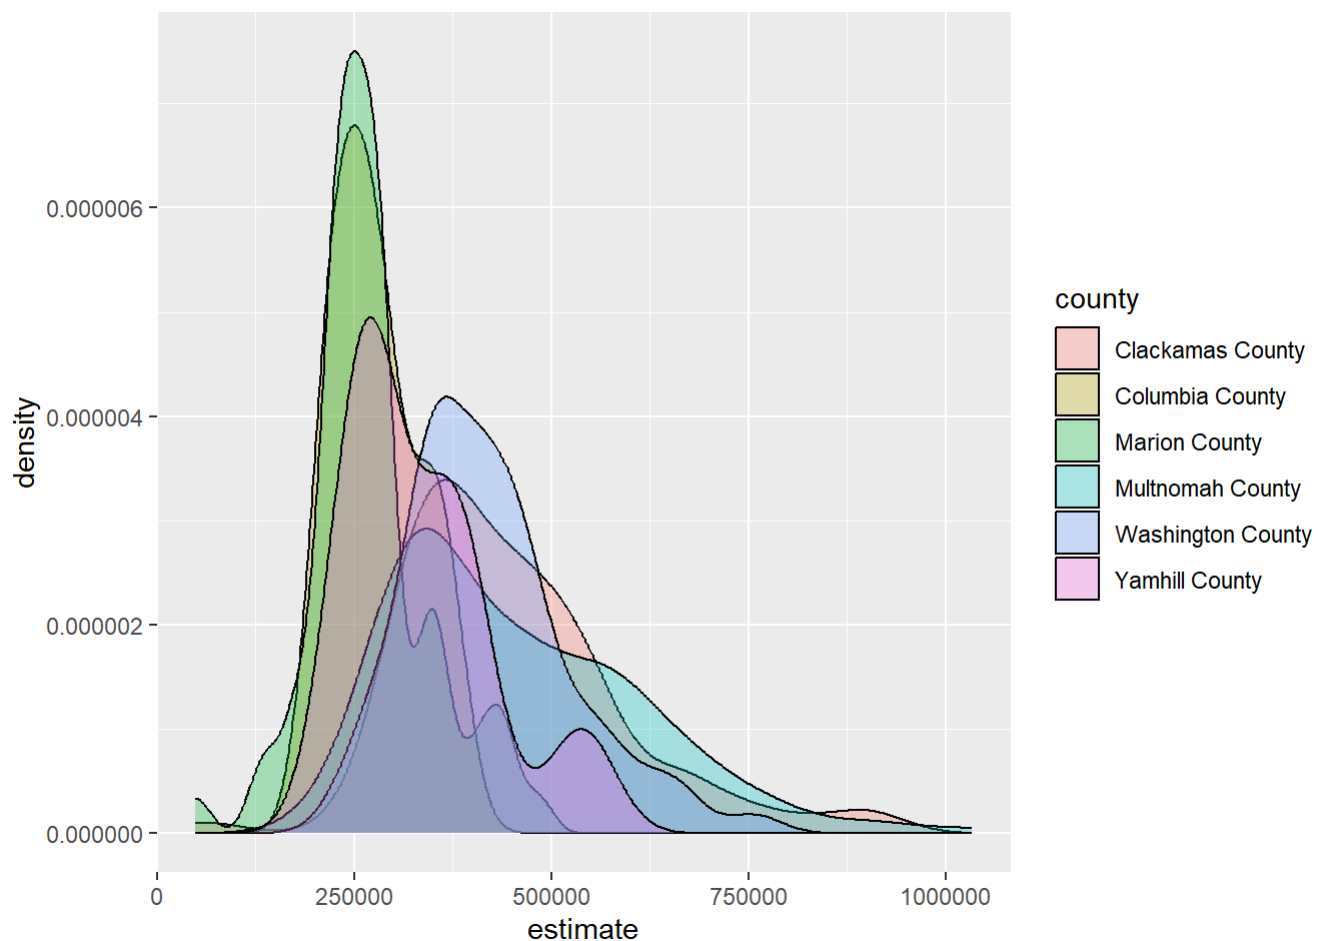 0.000006
0.000004
0.000002
0.000000
density
0
250000
500000
750000
1000000
estimate
county
Clackamas County
Columbia County
Marion County
Multnomah County
Washington County
Yamhill County